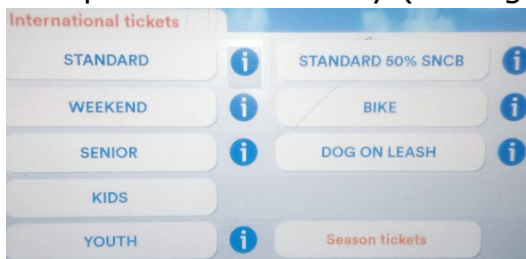 International tickets
STANDARD
STANDARD 50% SNCB
WEEKEND
BIKE
SENIOR
DOG ON LEASH
KIDS
YOUTH
Season tickets